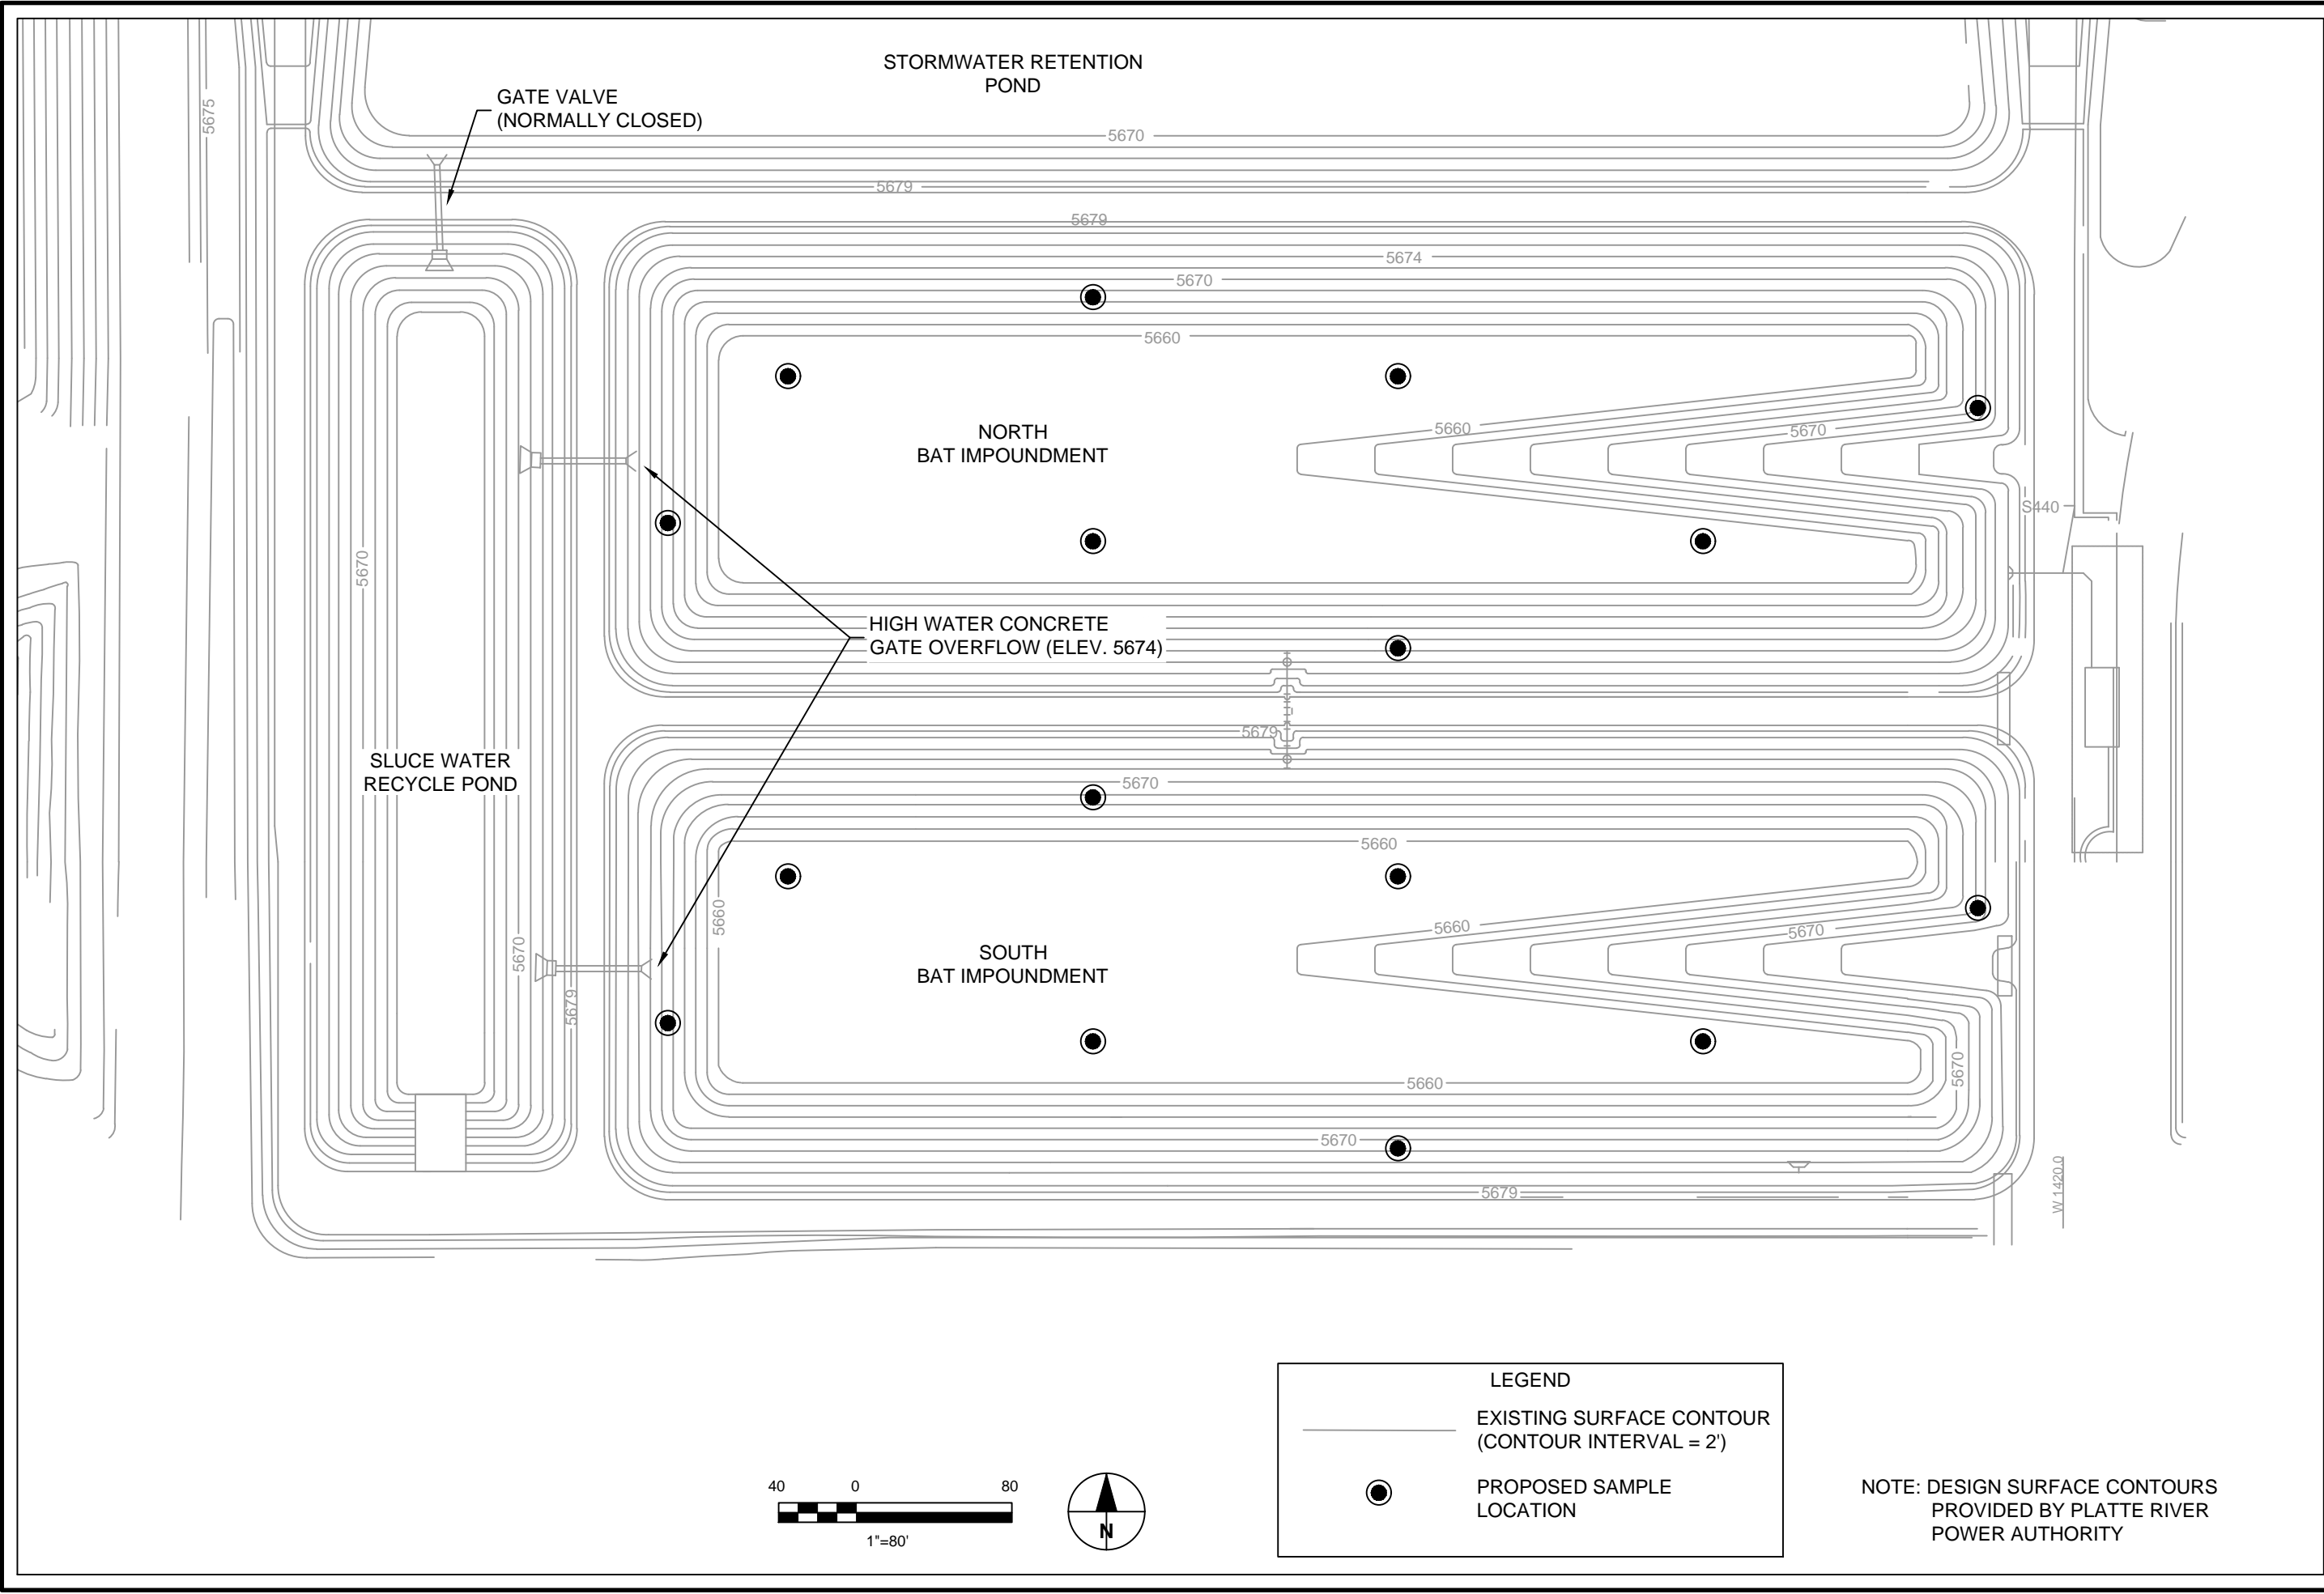 STORMWATER RETENTION
POND
GATE VALVE
(NORMALLY CLOSED)
5675
5670
5679
5679
5674
5670
5660
5660
5670
NORTH
BAT IMPOUNDMENT
S440
5670
HIGH WATER CONCRETE
GATE OVERFLOW (ELEV. 5674)
5679
SLUCE WATER
RECYCLE POND
5670
5660
5660
5660
5670
5670
SOUTH
BAT IMPOUNDMENT
5679
5670
5660
5670
5679
W 1420.0
LEGEND
EXISTING SURFACE CONTOUR
(CONTOUR INTERVAL = 2')
PROPOSED SAMPLE
LOCATION
40 0 80
1"=80'
N
NOTE: DESIGN SURFACE CONTOURS
PROVIDED BY PLATTE RIVER
POWER AUTHORITY